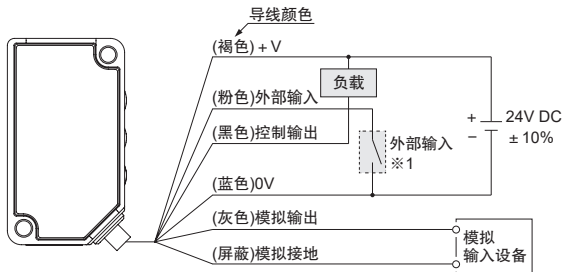 导线颜色
(褐色)+V
负载
(粉色)外部输入
(黑色)控制输出
外部输入
※1
+
−
24V DC
±10%
(蓝色)0V
(灰色)模拟输出
(屏蔽)模拟接地
模拟
输入设备